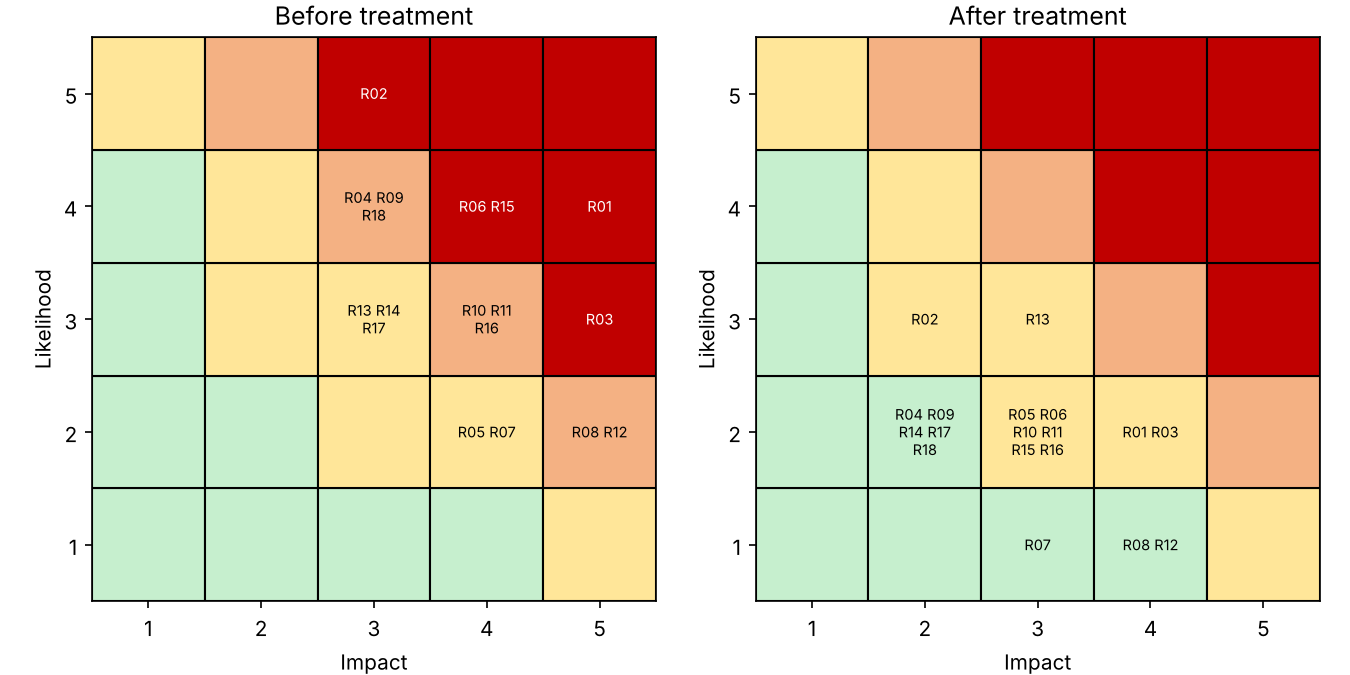 Before treatment
5
R02
4
R04 R09
R18
R06 R15
R01
3
R13 R14
R17
R10 R11
R16
R03
2
R05 R07
R08 R12
1
1
2
3
4
5
Likelihood
Impact
After treatment
5
4
3
R02
R13
2
R04 R09
R14 R17
R18
R05 R06
R10 R11
R15 R16
R01 R03
1
R07
R08 R12
1
2
3
4
5
Likelihood
Impact